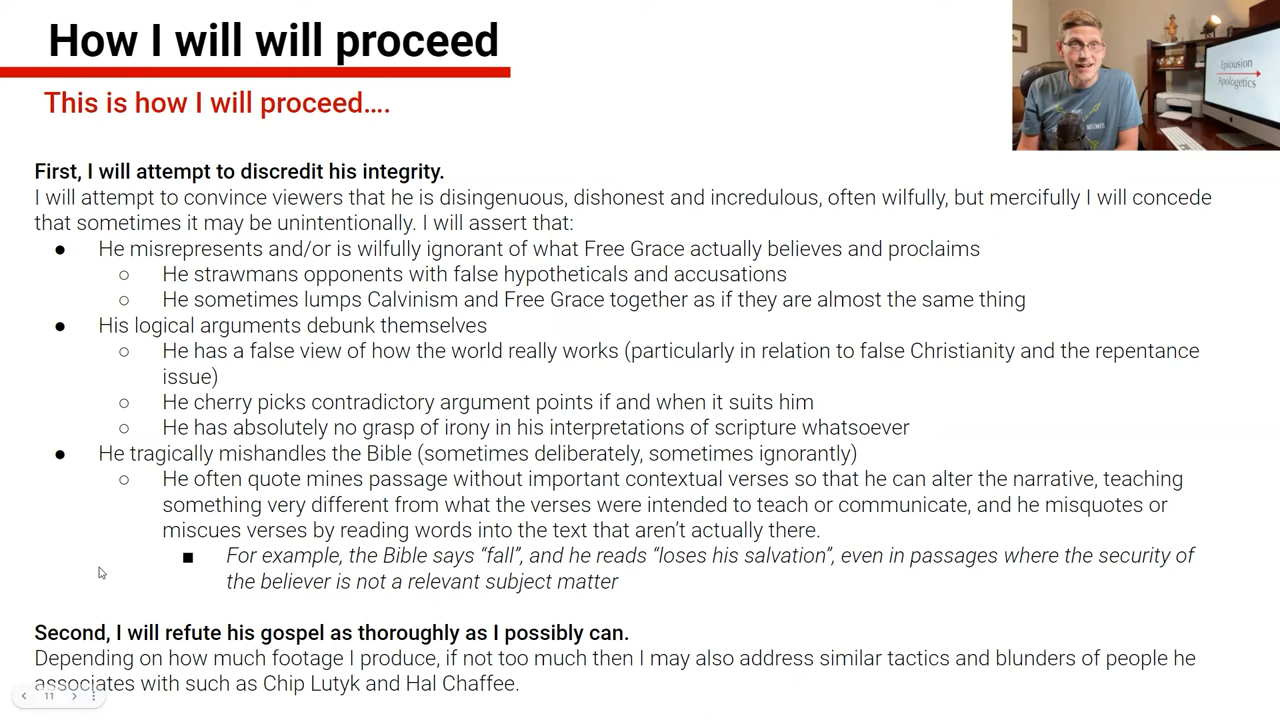 How I will will proceed
This is how I will proceed....
Epiousion
Apologetics
First, I will attempt to discredit his integrity.
I will attempt to convince viewers that he is disingenuous, dishonest and incredulous, often wilfully, but mercifully I will concede
that sometimes it may be unintentionally. I will assert that:
● He misrepresents and/or is wilfully ignorant of what Free Grace actually believes and proclaims
○ He strawmans opponents with false hypotheticals and accusations
○ He sometimes lumps Calvinism and Free Grace together as if they are almost the same thing
● His logical arguments debunk themselves
○ He has a false view of how the world really works (particularly in relation to false Christianity and the repentance
issue)
○ He cherry picks contradictory argument points if and when it suits him
○ He has absolutely no grasp of irony in his interpretations of scripture whatsoever
● He tragically mishandles the Bible (sometimes deliberately, sometimes ignorantly)
○ He often quote mines passage without important contextual verses so that he can alter the narrative, teaching
something very different from what the verses were intended to teach or communicate, and he misquotes or
miscues verses by reading words into the text that aren't actually there.
■ For example, the Bible says “fall”, and he reads “loses his salvation”, even in passages where the security of
the believer is not a relevant subject matter
Second, I will refute his gospel as thoroughly as I possibly can.
Depending on how much footage I produce, if not too much then I may also address similar tactics and blunders of people he
associates with such as Chip Lutyk and Hal Chaffee.
11